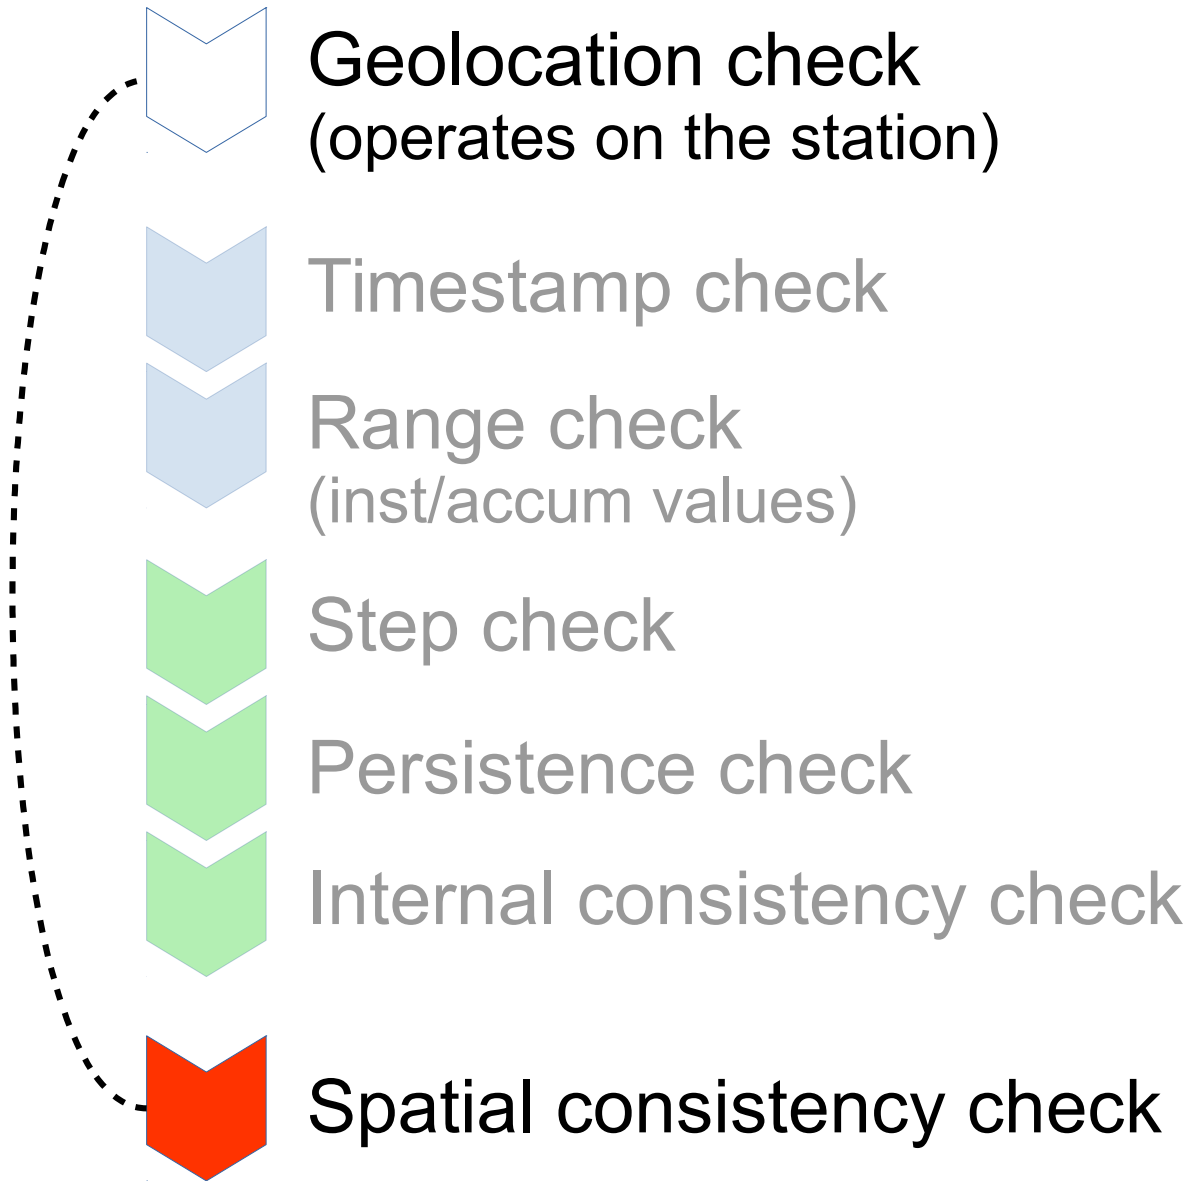 Geolocation check
(operates on the station)
Timestamp check
Range check
(inst/accum values)
Step check
Persistence check
Internal consistency check
Spatial consistency check